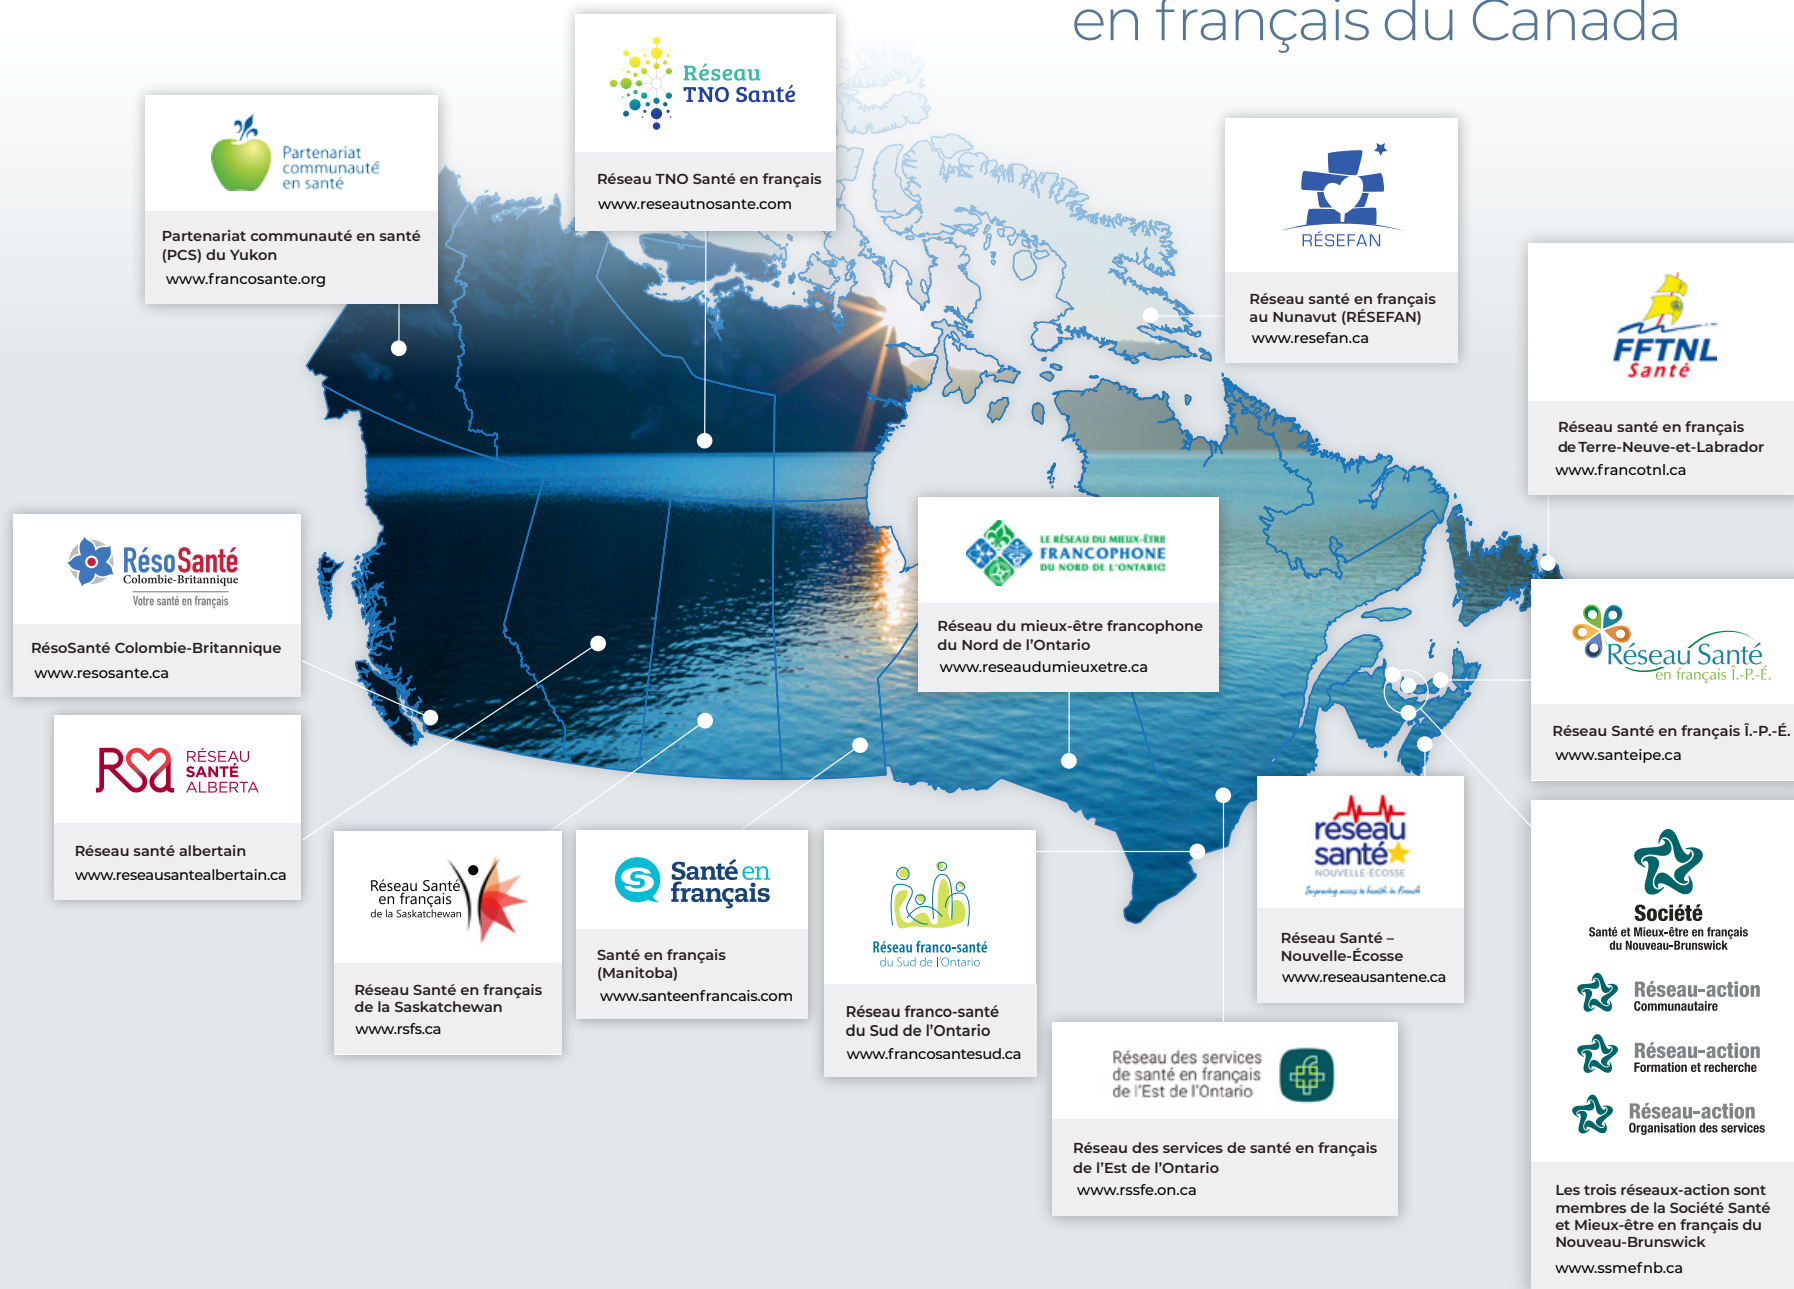 en français du Canada
Réseau
TNO Santé
Réseau TNO Santé en français
www.reseautnosante.com
Partenariat
communauté
en santé
Partenariat communauté en santé
(PCS) du Yukon
www.francosante.org
RÉSEFAN
Réseau santé en français
au Nunavut (RÉSEFAN)
www.resefan.ca
FFTNL
Santé
Réseau santé en français
de Terre-Neuve-et-Labrador
www.francotnl.ca
RésoSanté
Colombie-Britannique
Votre santé en français
RésoSanté Colombie-Britannique
www.resosante.ca
LE RÉSEAU DU MIEUX-ÊTRE
FRANCOPHONE
DU NORD DE L'ONTARIO
Réseau du mieux-être francophone
du Nord de l'Ontario
www.reseaudumieuxetre.ca
Réseau Santé
en français Î.-P.-É.
Réseau Santé en français Î.-P.-É.
www.santeipe.ca
RSA
RÉSEAU
SANTÉ
ALBERTA
Réseau santé albertain
www.reseausantealbertain.ca
Réseau Santé
en français
de la Saskatchewan
Réseau Santé en français
de la Saskatchewan
www.rsfs.ca
S
Santé en
français
Santé en français
(Manitoba)
www.santeenfrancais.com
Réseau franco-santé
du Sud de l'Ontario
Réseau franco-santé
du Sud de l'Ontario
www.francosantesud.ca
réseau
santé
NOUVELLE-ÉCOSSE
Improving access to health in French
Réseau Santé –
Nouvelle-Écosse
www.reseausantene.ca
Réseau des services
de santé en français
de l'Est de l'Ontario
Réseau des services de santé en français
de l'Est de l'Ontario
www.rssfe.on.ca
Société
Santé et Mieux-être en français
du Nouveau-Brunswick
Réseau-action
Communautaire
Réseau-action
Formation et recherche
Réseau-action
Organisation des services
Les trois réseaux-action sont
membres de la Société Santé
et Mieux-être en français du
Nouveau-Brunswick
www.ssmefnb.ca